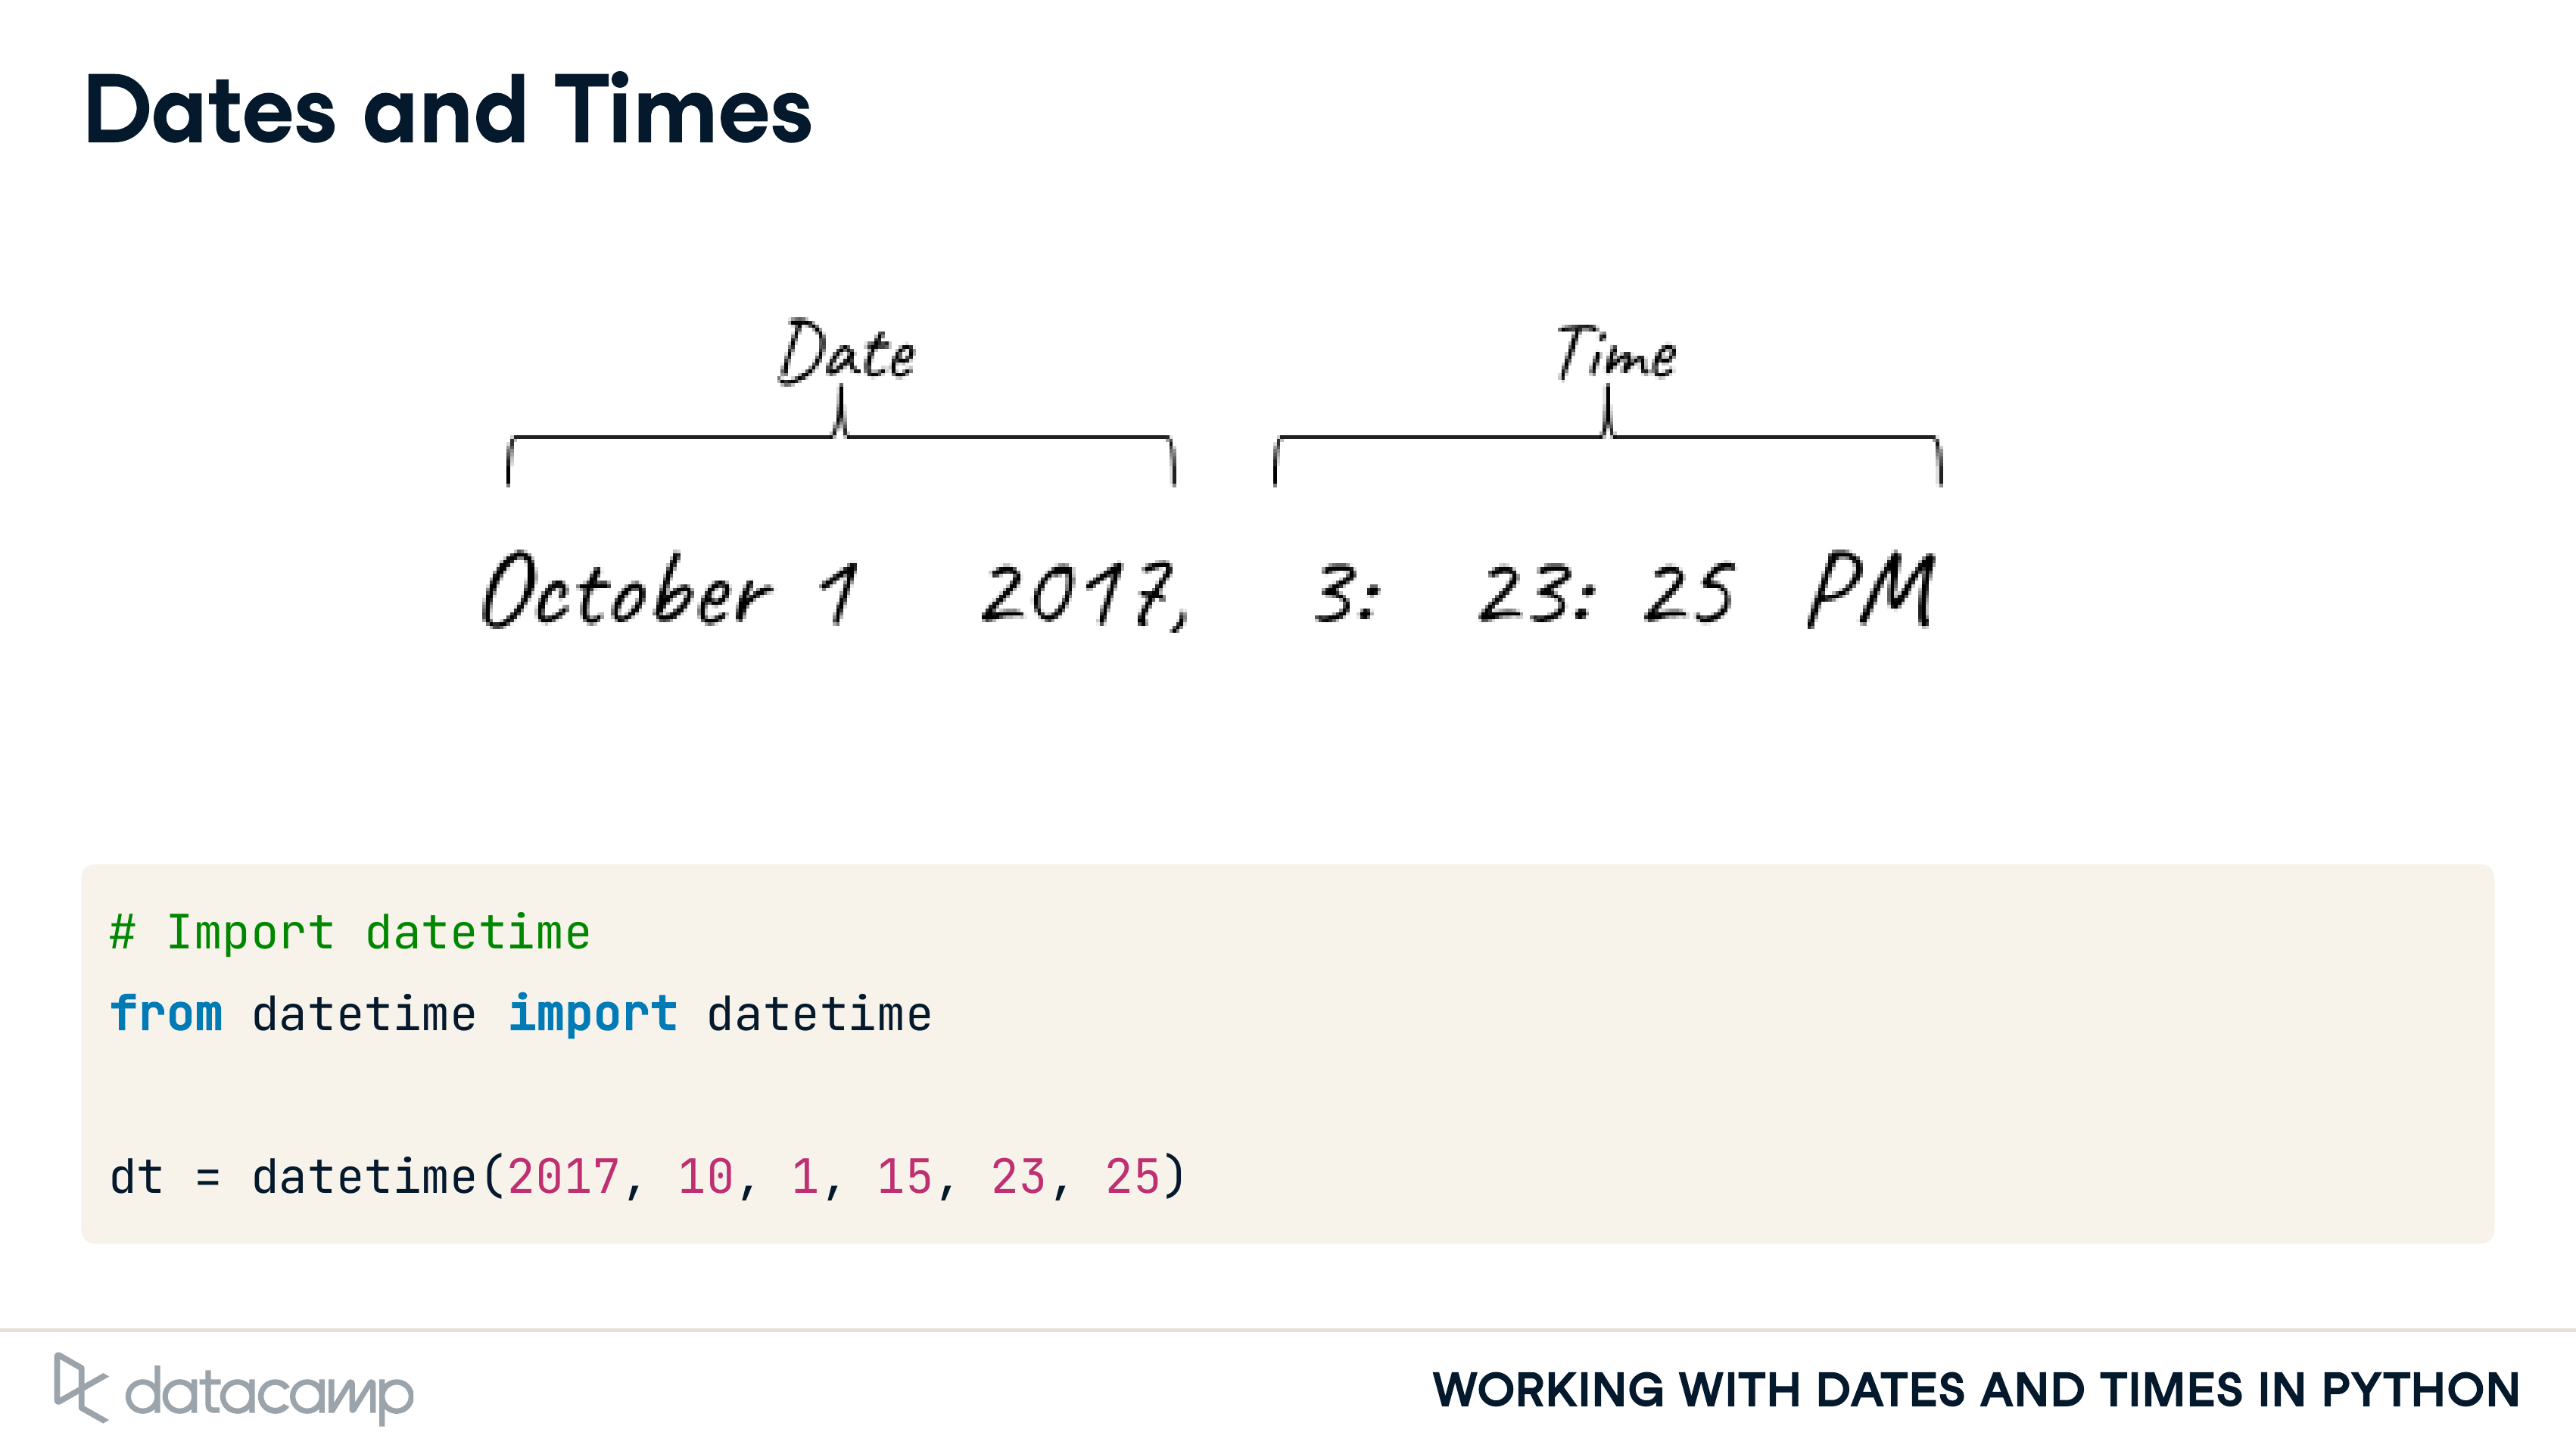 Dates and Times
Date Time
October 1 2017, 3: 23: 25 PM
# Import datetime
from datetime import datetime
dt = datetime(2017, 10, 1, 15, 23, 25)
datacamp
WORKING WITH DATES AND TIMES IN PYTHON